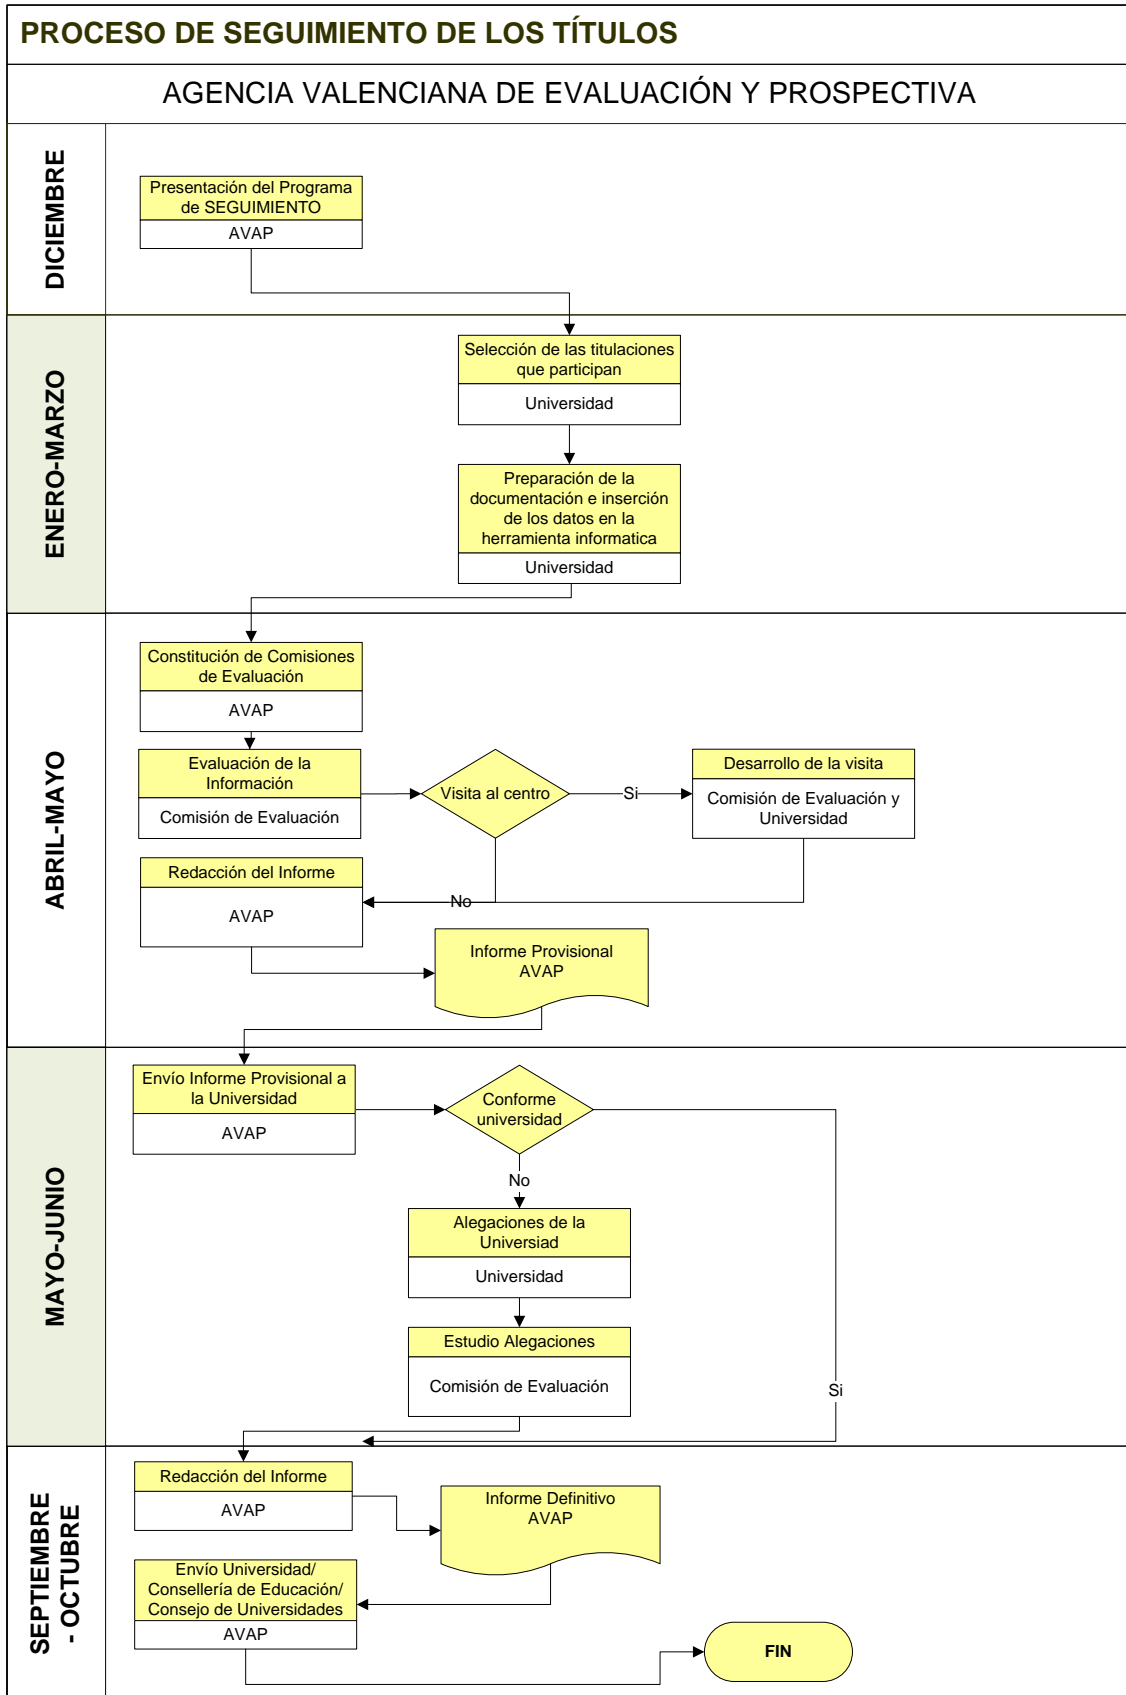 PROCESO DE SEGUIMIENTO DE LOS TÍTULOS
AGENCIA VALENCIANA DE EVALUACIÓN Y PROSPECTIVA
DICIEMBRE
Presentación del Programa
de SEGUIMIENTO
AVAP
ENERO-MARZO
Selección de las titulaciones
que participan
Universidad
Preparación de la
documentación e inserción
de los datos en la
herramienta informatica
Universidad
ABRIL-MAYO
Constitución de Comisiones
de Evaluación
AVAP
Evaluación de la
Información
Comisión de Evaluación
Visita al centro
Si
Desarrollo de la visita
Comisión de Evaluación y
Universidad
No
Redacción del Informe
AVAP
Informe Provisional
AVAP
MAYO-JUNIO
Envío Informe Provisional a
la Universidad
AVAP
Conforme
universidad
No
Alegaciones de la
Universiad
Universidad
Estudio Alegaciones
Comisión de Evaluación
Si
SEPTIEMBRE
- OCTUBRE
Redacción del Informe
AVAP
Informe Definitivo
AVAP
Envío Universidad/
Consellería de Educación/
Consejo de Universidades
AVAP
FIN